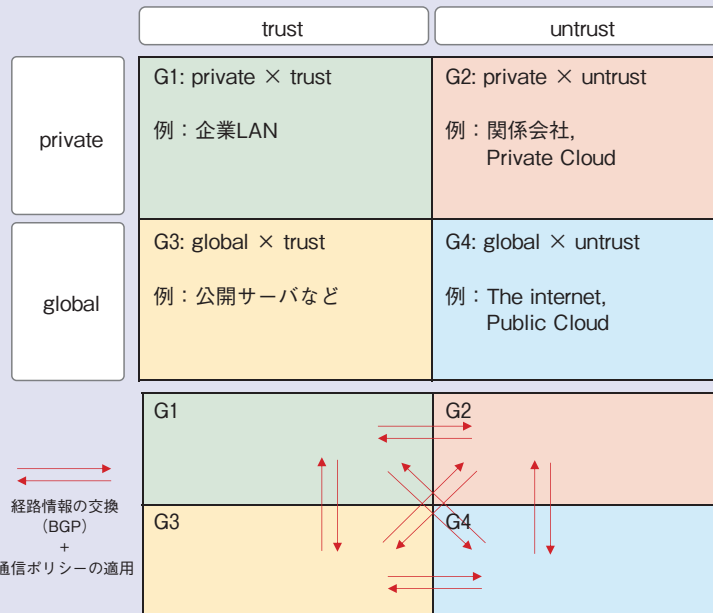 trust
untrust
private
G1: private × trust
例：企業LAN
G2: private × untrust
例：関係会社,
Private Cloud
global
G3: global × trust
例：公開サーバなど
G4: global × untrust
例：The internet,
Public Cloud
G1
G2
G3
G4
経路情報の交換
（BGP）
+
通信ポリシーの適用